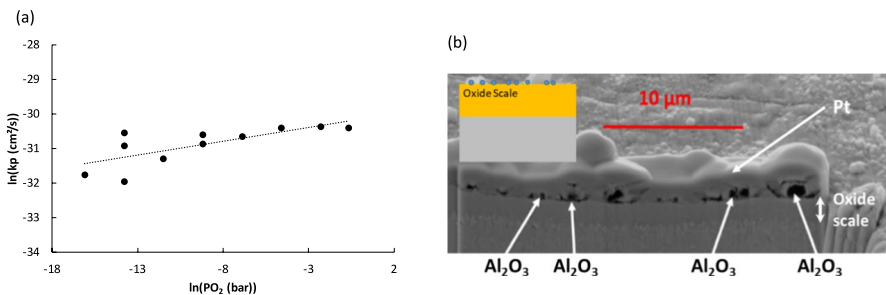 (a)
-28
-29
-30
-31
-32
-33
-34
ln(kp (cm²/s))
-18
-13
-8
-3
2
ln(PO₂ (bar))
(b)
Oxide Scale
10 µm
Pt
Oxide
scale
Al₂O₃ Al₂O₃ Al₂O₃ Al₂O₃